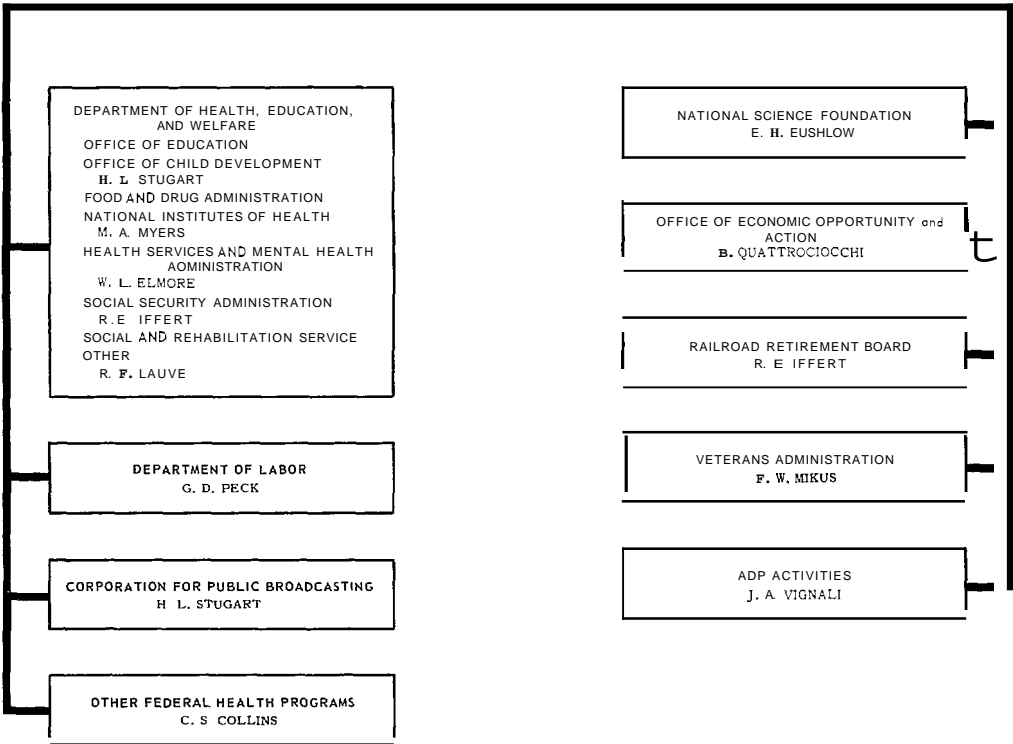 DEPARTMENT OF HEALTH, EDUCATION,
AND WELFARE
OFFICE OF EDUCATION
OFFICE OF CHILD DEVELOPMENT
H. L STUGART
FOOD AND DRUG ADMINISTRATION
NATIONAL INSTITUTES OF HEALTH
M. A. MYERS
HEALTH SERVICES AND MENTAL HEALTH
AOMINISTRATION
W. L. ELMORE
SOCIAL SECURITY ADMINISTRATION
R.E IFFERT
SOCIAL AND REHABILITATION SERVICE
OTHER
R. F. LAUVE
DEPARTMENT OF LABOR
G. D. PECK
CORPORATION FOR PUBLIC BROADCASTING
H L. STUGART
OTHER FEDERAL HEALTH PROGRAMS
C. S COLLINS
NATIONAL SCIENCE FOUNDATION
E. H. EUSHLOW
OFFICE OF ECONOMIC OPPORTUNITY and
ACTION
B. QUATTROCIOCCHI
t
RAILROAD RETIREMENT BOARD
R. E IFFERT
VETERANS ADMINISTRATION
F. W. MIKUS
ADP ACTIVITIES
J. A. VIGNALI